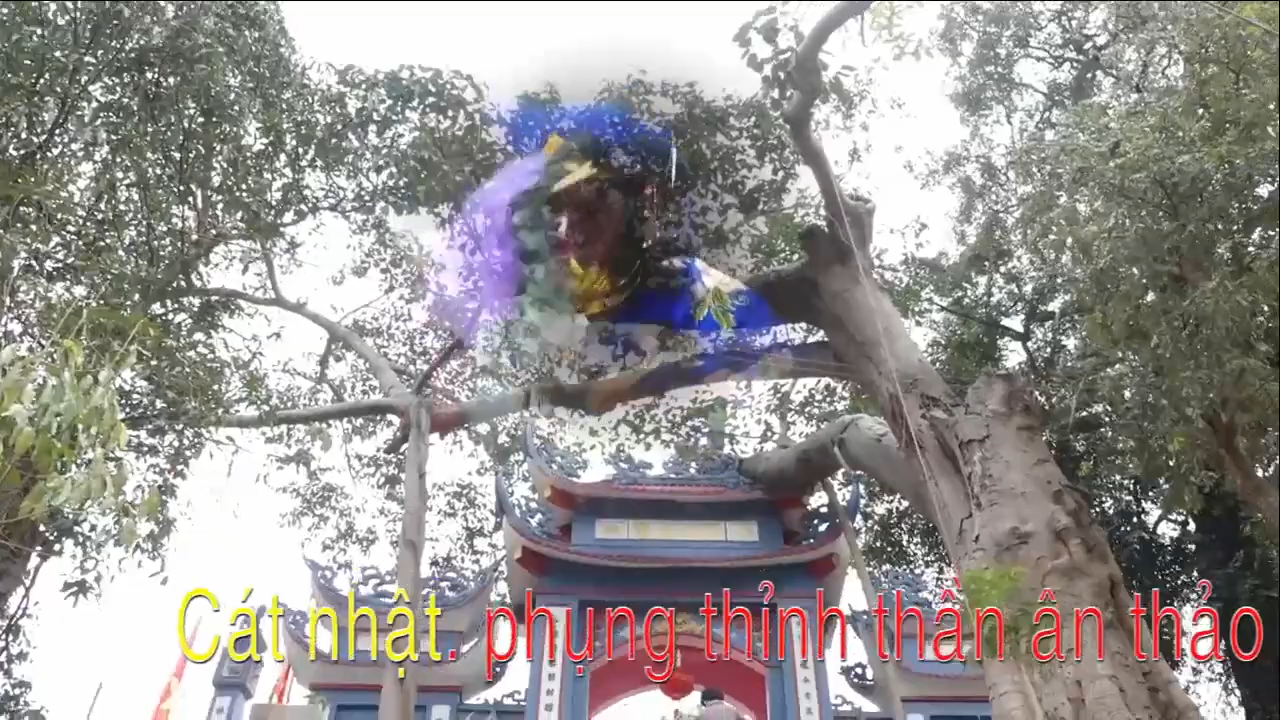 Cát nhật. phụng thỉnh thần ân thảo